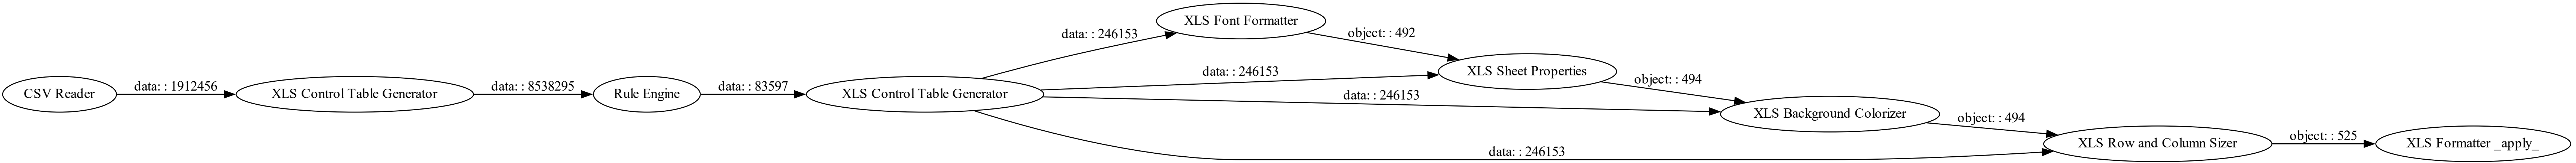 CSV Reader
data: : 1912456
XLS Control Table Generator
data: : 8538295
Rule Engine
data: : 83597
XLS Control Table Generator
data: : 246153
XLS Font Formatter
object: : 492
data: : 246153
XLS Sheet Properties
object: : 494
data: : 246153
XLS Background Colorizer
object: : 494
data: : 246153
XLS Row and Column Sizer
object: : 525
XLS Formatter _apply_